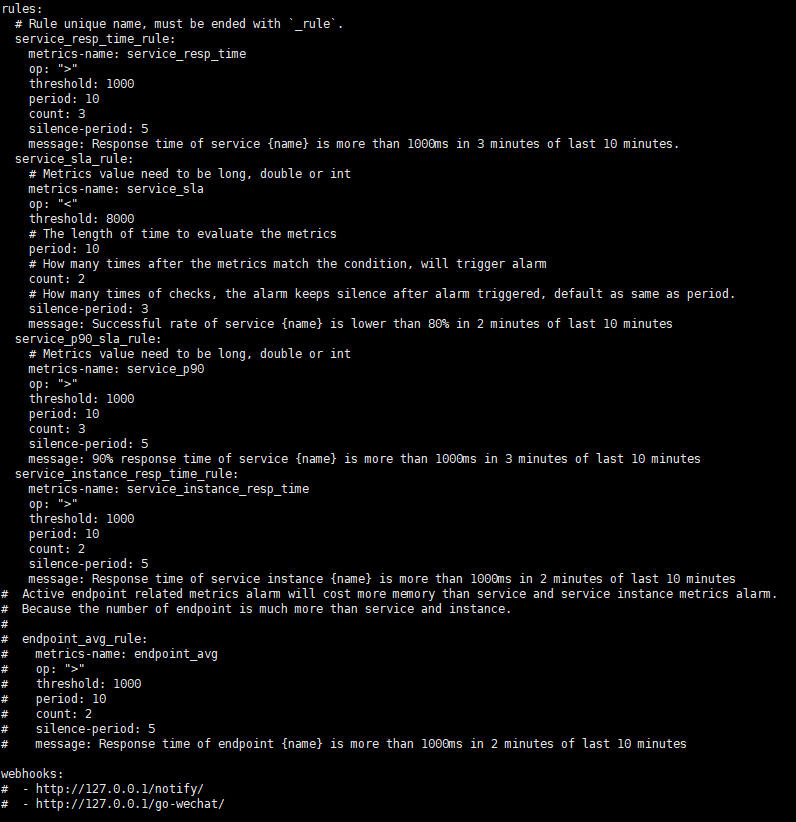 rules:
  # Rule unique name, must be ended with `_rule`.
  service_resp_time_rule:
    metrics-name: service_resp_time
    op: ">"
    threshold: 1000
    period: 10
    count: 3
    silence-period: 5
    message: Response time of service {name} is more than 1000ms in 3 minutes of last 10 minutes.
  service_sla_rule:
    # Metrics value need to be long, double or int
    metrics-name: service_sla
    op: "<"
    threshold: 8000
    # The length of time to evaluate the metrics
    period: 10
    # How many times after the metrics match the condition, will trigger alarm
    count: 2
    # How many times of checks, the alarm keeps silence after alarm triggered, default as same as period.
    silence-period: 3
    message: Successful rate of service {name} is lower than 80% in 2 minutes of last 10 minutes
  service_p90_sla_rule:
    # Metrics value need to be long, double or int
    metrics-name: service_p90
    op: ">"
    threshold: 1000
    period: 10
    count: 3
    silence-period: 5
    message: 90% response time of service {name} is more than 1000ms in 3 minutes of last 10 minutes
  service_instance_resp_time_rule:
    metrics-name: service_instance_resp_time
    op: ">"
    threshold: 1000
    period: 10
    count: 2
    silence-period: 5
    message: Response time of service instance {name} is more than 1000ms in 2 minutes of last 10 minutes
#  Active endpoint related metrics alarm will cost more memory than service and service instance metrics alarm.
#  Because the number of endpoint is much more than service and instance.
#
#  endpoint_avg_rule:
#    metrics-name: endpoint_avg
#    op: ">"
#    threshold: 1000
#    period: 10
#    count: 2
#    silence-period: 5
#    message: Response time of endpoint {name} is more than 1000ms in 2 minutes of last 10 minutes

webhooks:
#  - http://127.0.0.1/notify/
#  - http://127.0.0.1/go-wechat/